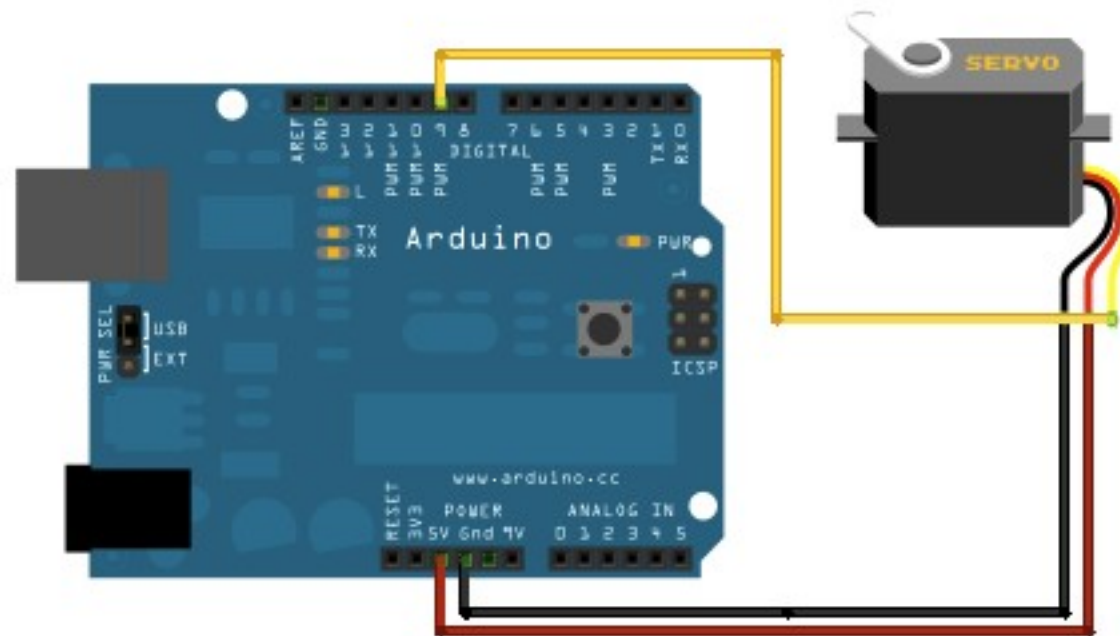 SERVO
AREF
GND
13
12
11
10
9
8
7
6
5
4
3
2
1
0
DIGITAL
PWM
PWM
PWM
PWM
PWM
PWM
TX
RX
L
TX
RX
Arduino
PWR
1
ICSP
PWR SEL
USB
EXT
www.arduino.cc
RESET
3V3
POWER
5V Gnd 9V
ANALOG IN
0 1 2 3 4 5